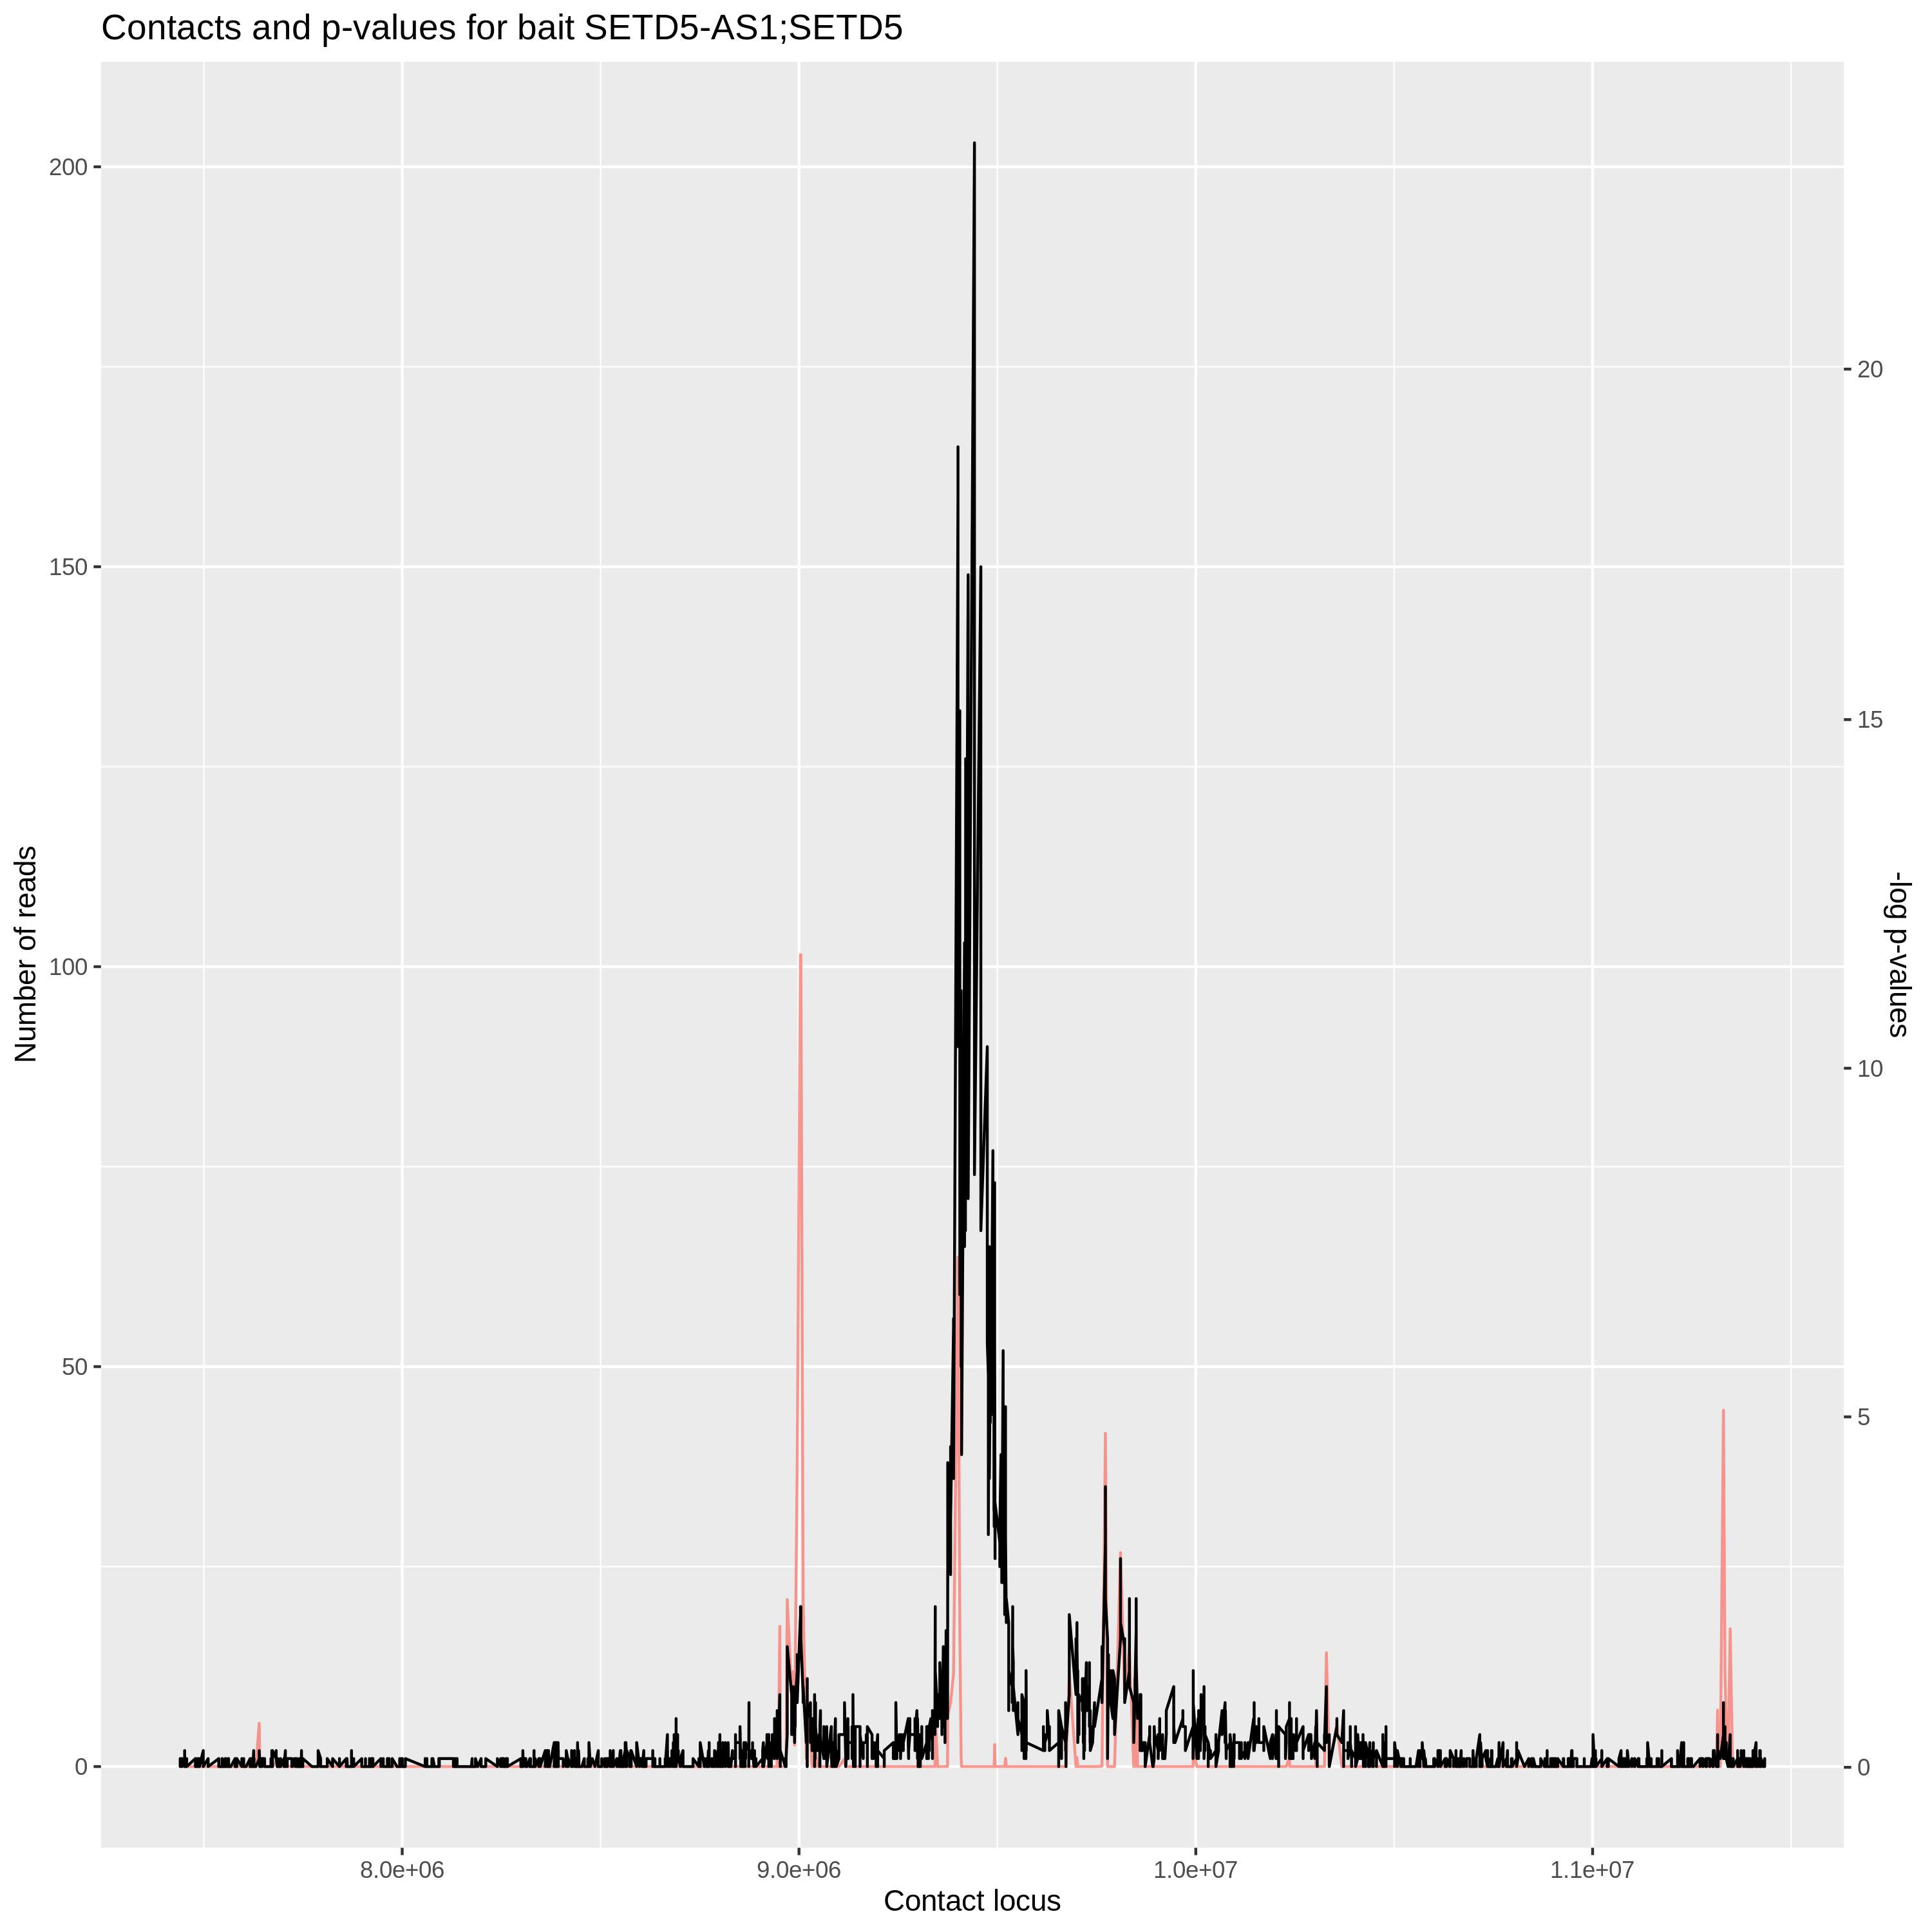 Contacts and p-values for bait SETD5-AS1;SETD5
200
150
100
50
0
Number of reads
20
15
10
5
0
-log p-values
8.0e+06
9.0e+06
1.0e+07
1.1e+07
Contact locus